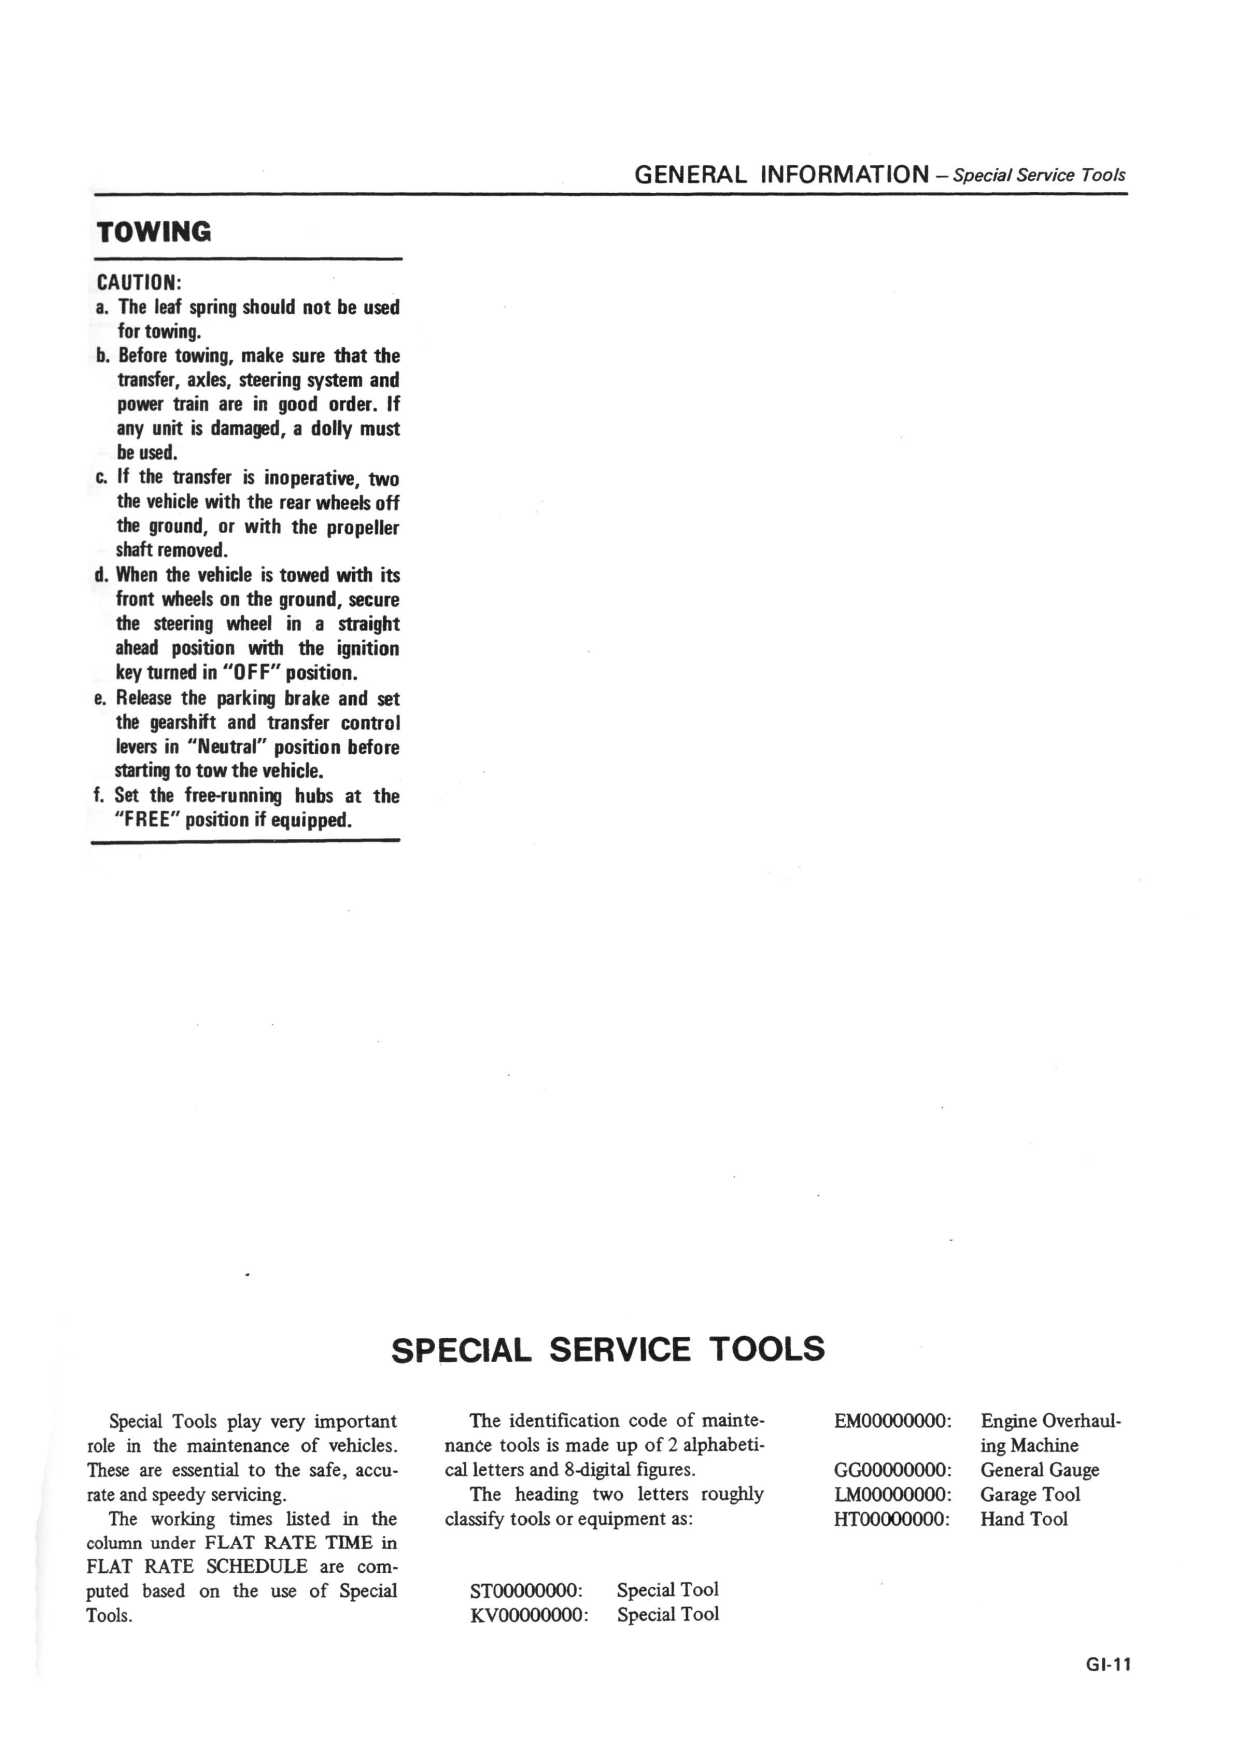 GENERAL INFORMATION – Special Service Tools
TOWING
CAUTION:
a. The leaf spring should not be used
for towing.
b. Before towing, make sure that the
transfer, axles, steering system and
power train are in good order. If
any unit is damaged, a dolly must
be used.
c. If the transfer is inoperative, two
the vehicle with the rear wheels off
the ground, or with the propeller
shaft removed.
d. When the vehicle is towed with its
front wheels on the ground, secure
the steering wheel in a straight
ahead position with the ignition
key turned in "OFF" position.
e. Release the parking brake and set
the gearshift and transfer control
levers in "Neutral" position before
starting to tow the vehicle.
f. Set the free-running hubs at the
"FREE" position if equipped.
SPECIAL SERVICE TOOLS
Special Tools play very important
role in the maintenance of vehicles.
These are essential to the safe, accu-
rate and speedy servicing.
The working times listed in the
column under FLAT RATE TIME in
FLAT RATE SCHEDULE are com-
puted based on the use of Special
Tools.
The identification code of mainte-
nance tools is made up of 2 alphabeti-
cal letters and 8-digital figures.
The heading two letters roughly
classify tools or equipment as:
ST00000000: Special Tool
KV00000000: Special Tool
EM00000000: Engine Overhaul-
ing Machine
GG00000000: General Gauge
LM00000000: Garage Tool
HT00000000: Hand Tool
GI-11